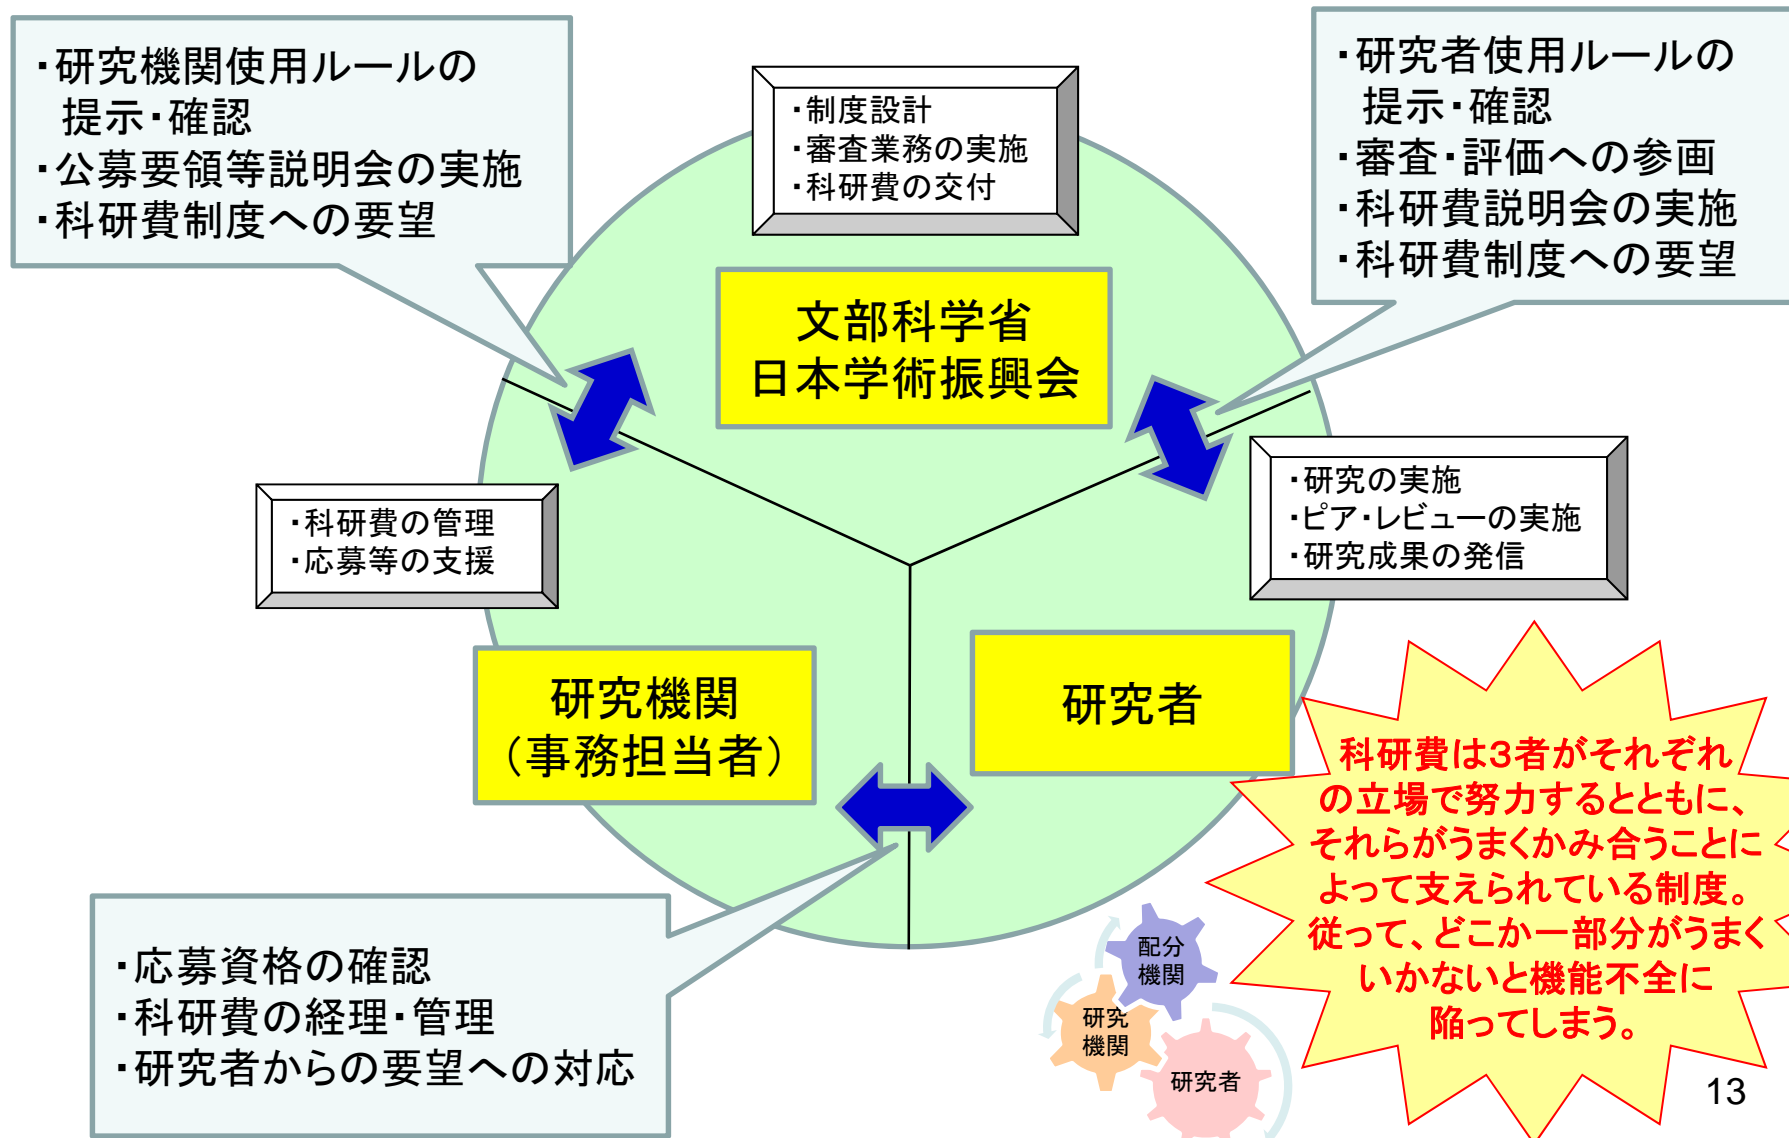 ・研究機関使用ルールの
提示・確認
・公募要領等説明会の実施
・科研費制度への要望
・制度設計
・審査業務の実施
・科研費の交付
・研究者使用ルールの
提示・確認
・審査・評価への参画
・科研費説明会の実施
・科研費制度への要望
文部科学省
日本学術振興会
・科研費の管理
・応募等の支援
・研究の実施
・ピア・レビューの実施
・研究成果の発信
研究機関
（事務担当者）
研究者
科研費は３者がそれぞれ
の立場で努力するとともに、
それらがうまくかみ合うことに
よって支えられている制度。
従って、どこか一部分がうまく
いかないと機能不全に
陥ってしまう。
・応募資格の確認
・科研費の経理・管理
・研究者からの要望への対応
配分
機関
研究
機関
研究者
13